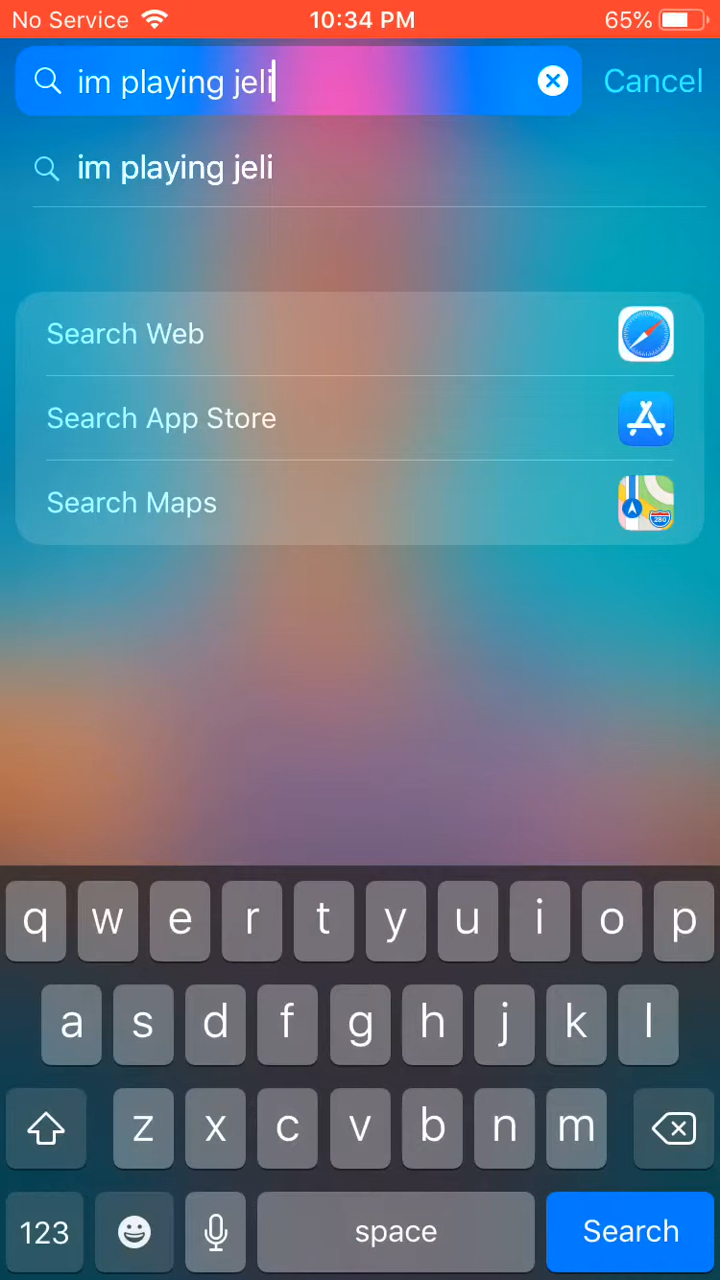 No Service 10:34 PM 65%
im playing jeli Cancel
im playing jeli
Search Web
Search App Store
Search Maps
280
q w e r t y u i o p
a s d f g h j k l
z x c v b n m
123 space Search